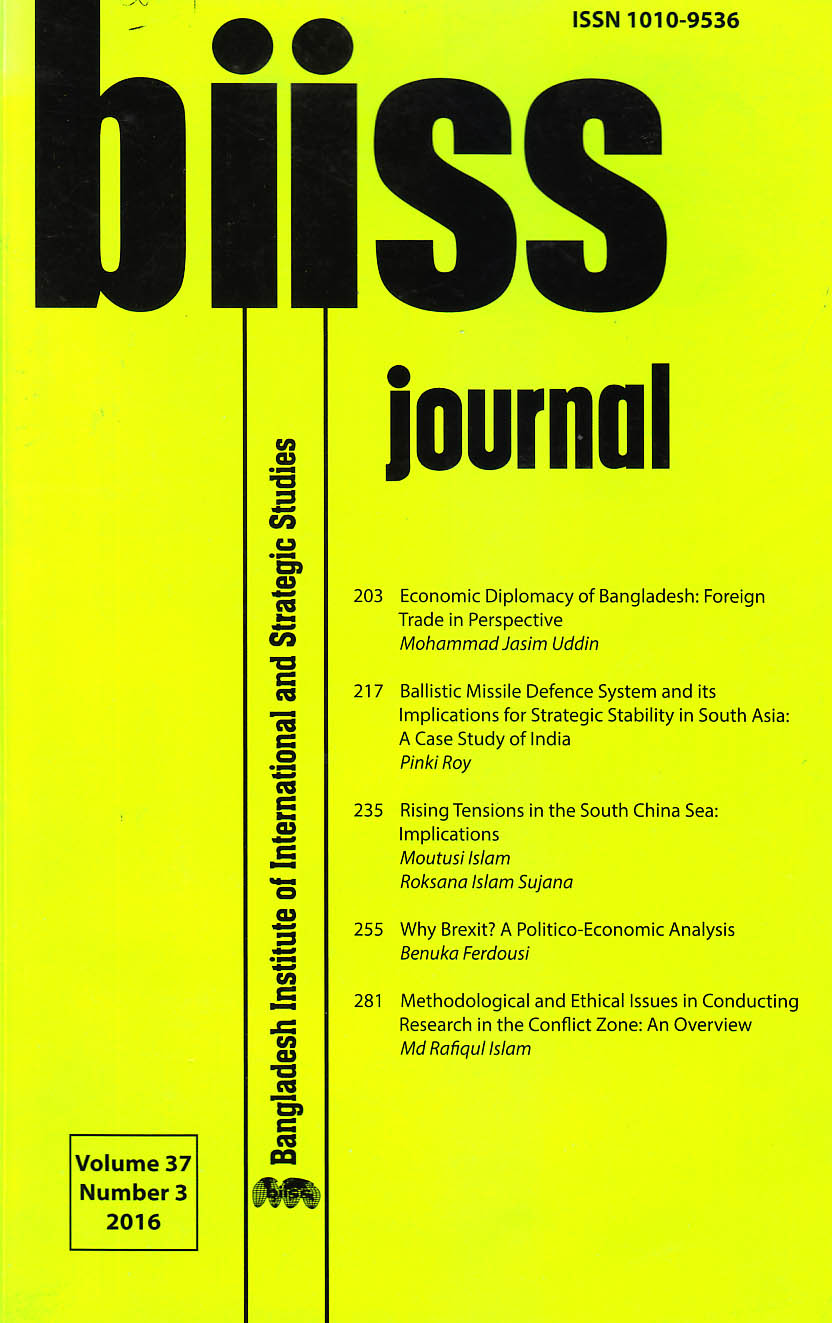 ISSN 1010-9536
biiss
journal
Bangladesh Institute of International and Strategic Studies
203 Economic Diplomacy of Bangladesh: Foreign
Trade in Perspective
Mohammad Jasim Uddin
217 Ballistic Missile Defence System and its
Implications for Strategic Stability in South Asia:
A Case Study of India
Pinki Roy
235 Rising Tensions in the South China Sea:
Implications
Moutusi Islam
Roksana Islam Sujana
255 Why Brexit? A Politico-Economic Analysis
Benuka Ferdousi
281 Methodological and Ethical Issues in Conducting
Research in the Conflict Zone: An Overview
Md Rafiqul Islam
Volume 37
Number 3
2016
biiss